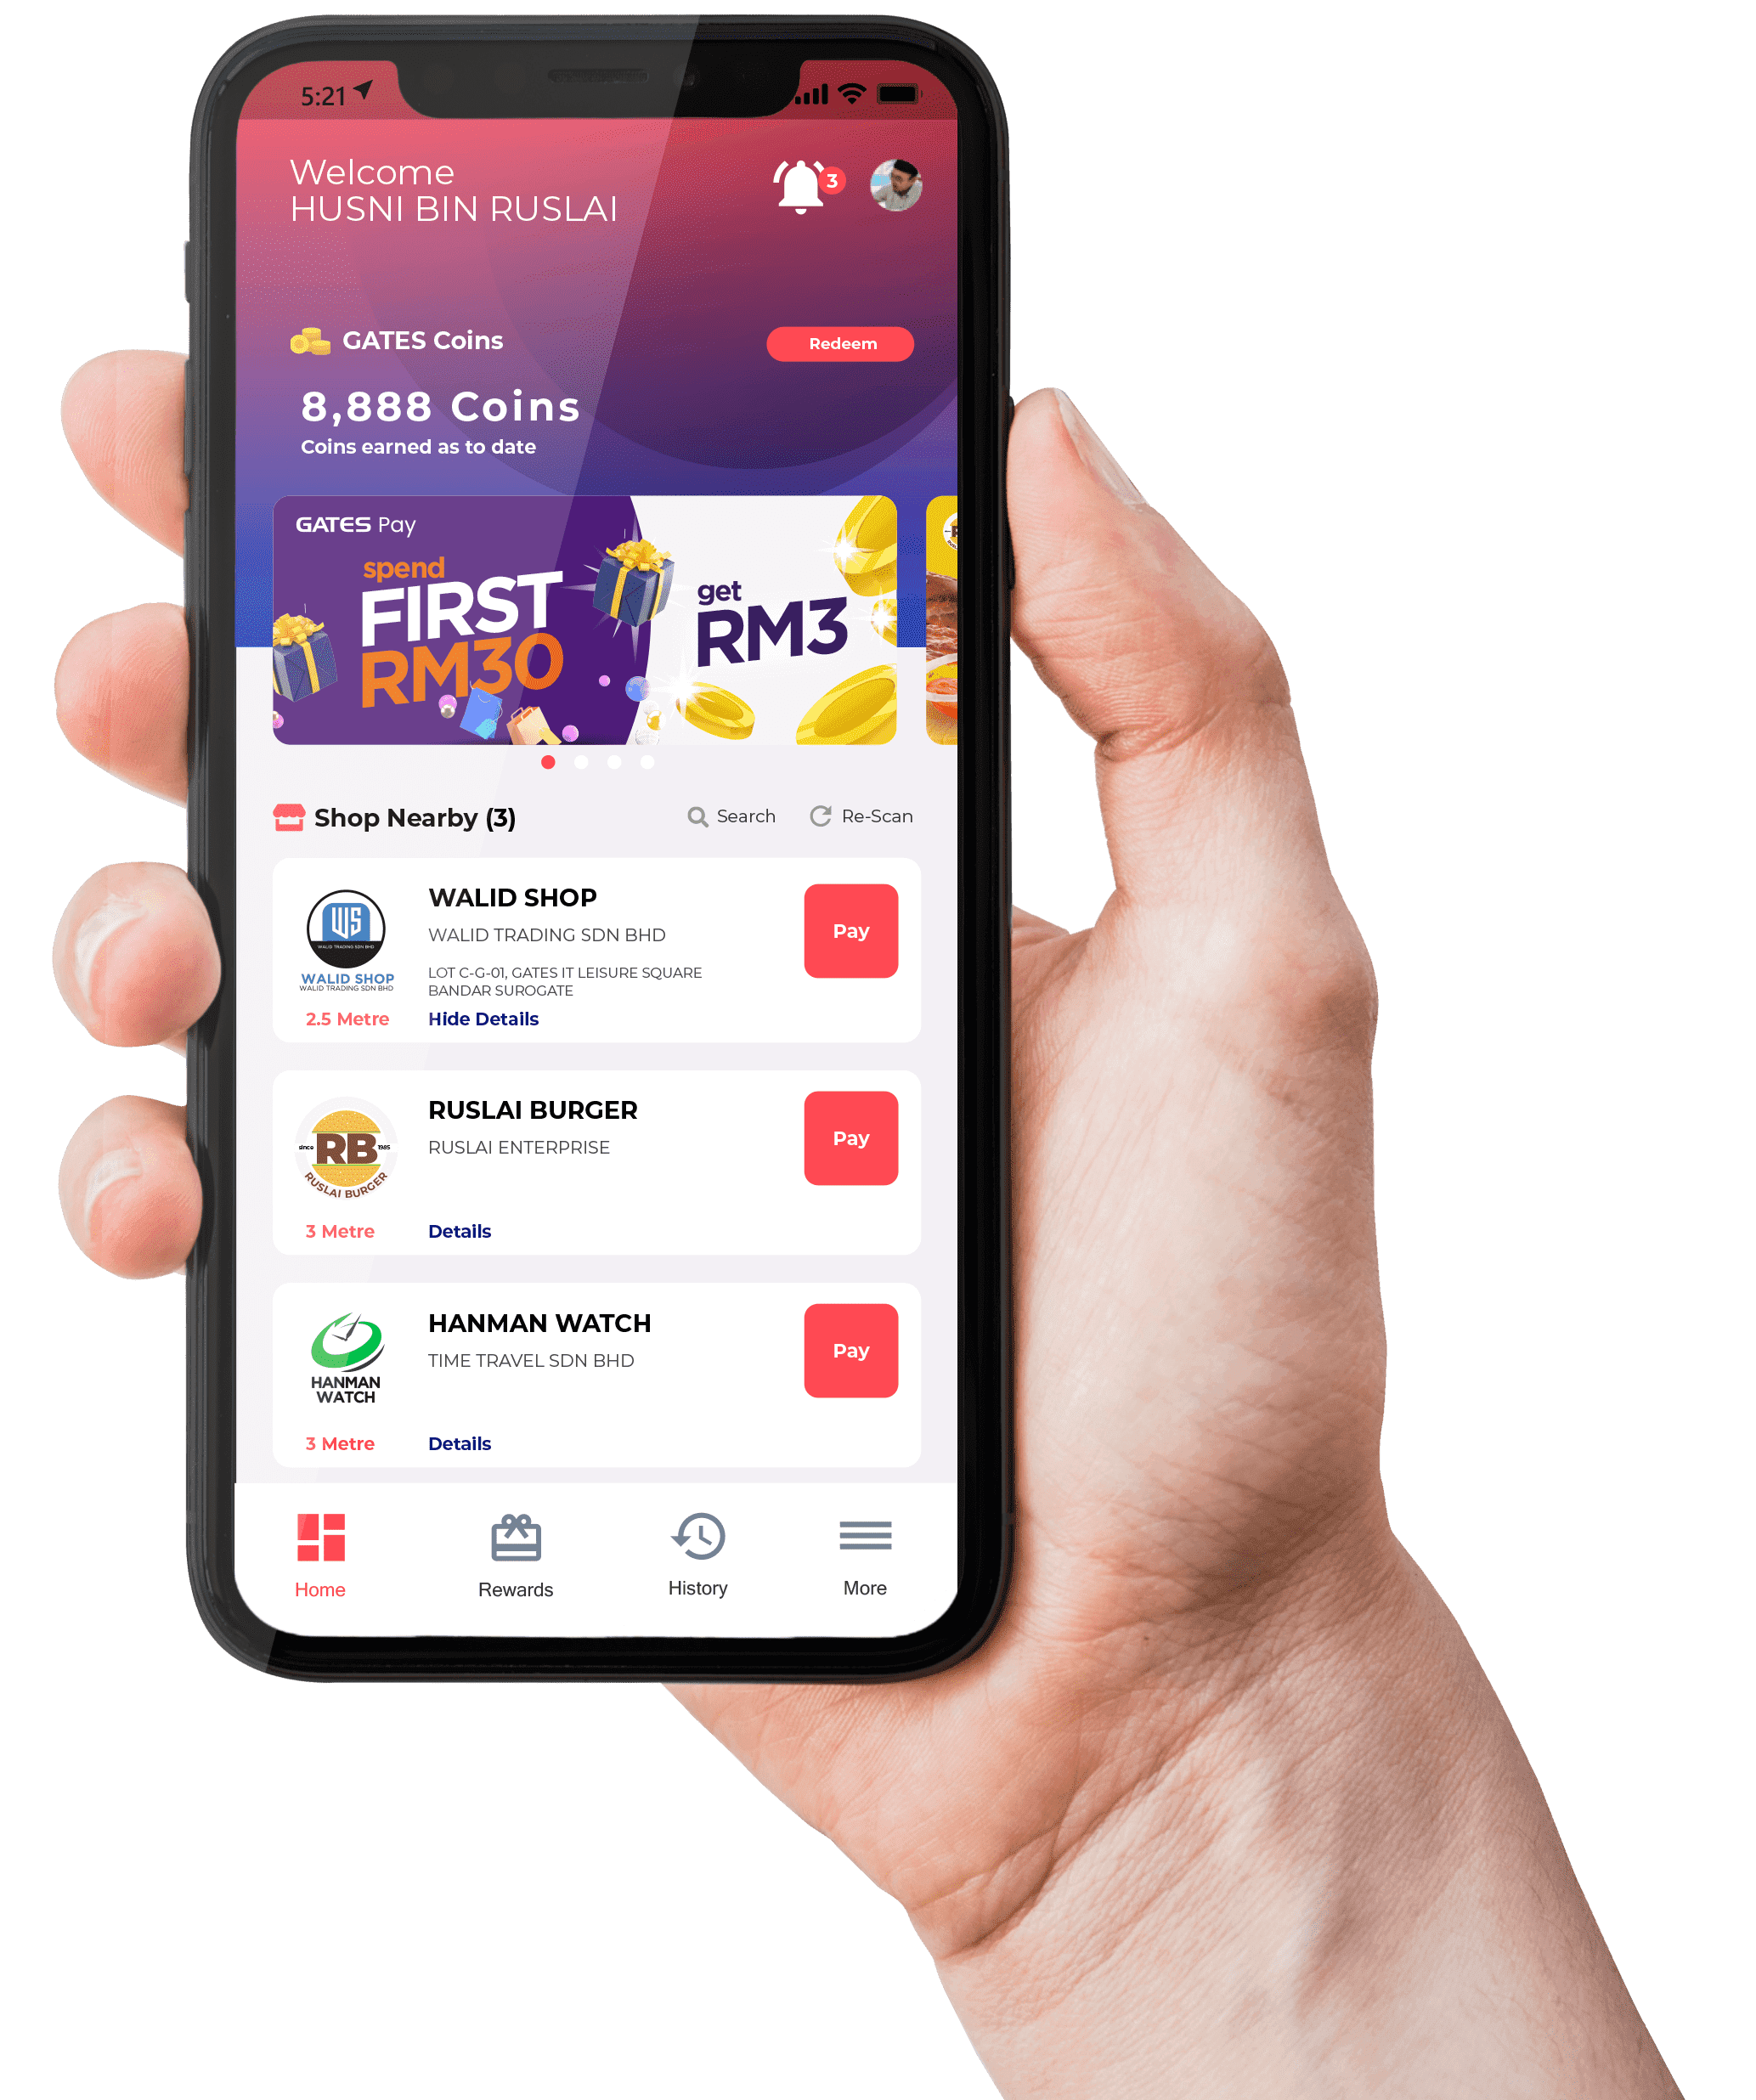 5:21
Welcome
HUSNI BIN RUSLAI
3
GATES Coins
Redeem
8,888 Coins
Coins earned as to date
GATES Pay
spend
FIRST
RM30
get
RM3
Shop Nearby (3)
Search
Re-Scan
WS
WALID TRADING SDN BHD
WALID SHOP
WALID TRADING SDN BHD
2.5 Metre
WALID SHOP
WALID TRADING SDN BHD
LOT C-G-01, GATES IT LEISURE SQUARE
BANDAR SUROGATE
Hide Details
Pay
since RB 1985
RUSLAI BURGER
3 Metre
RUSLAI BURGER
RUSLAI ENTERPRISE
Details
Pay
HANMAN
WATCH
3 Metre
HANMAN WATCH
TIME TRAVEL SDN BHD
Details
Pay
Home
Rewards
History
More